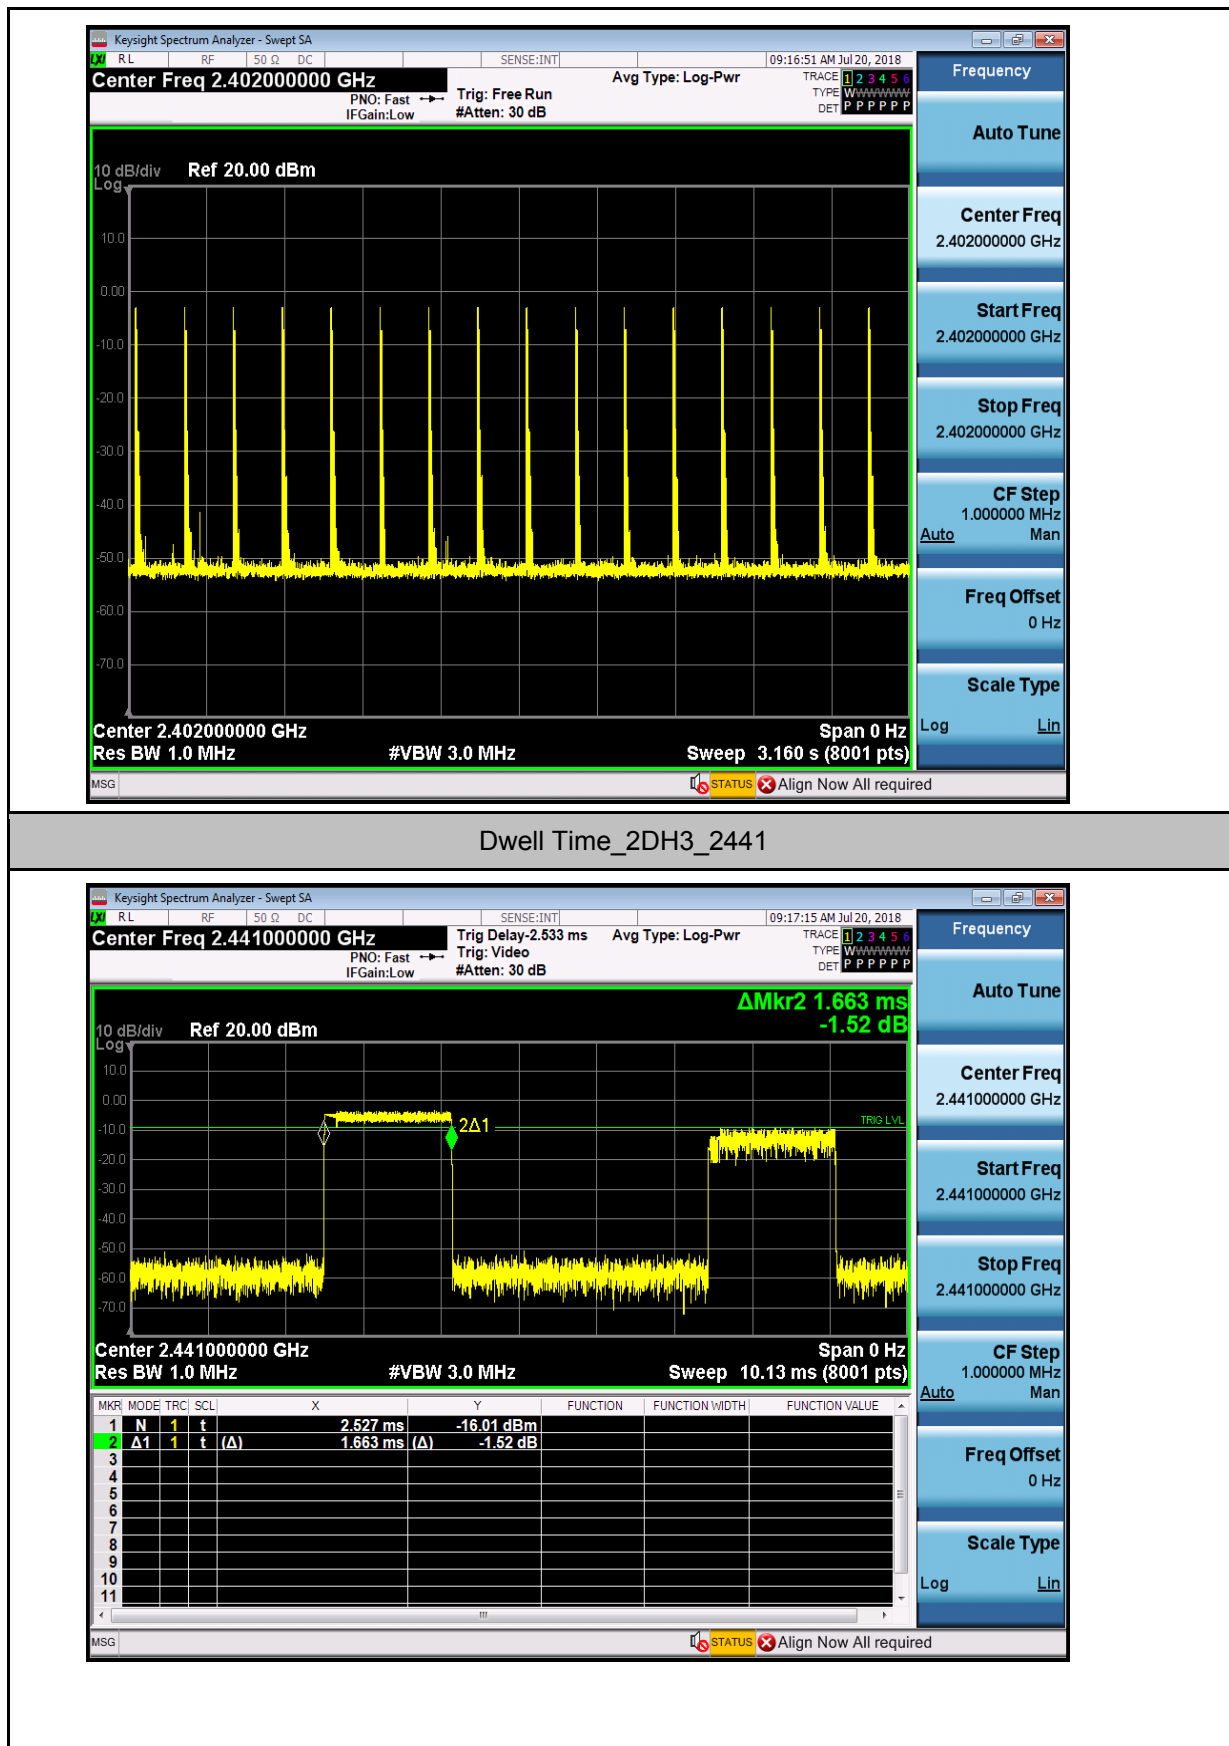 Keysight Spectrum Analyzer - Swept SA
LXI RL RF 50 Ω DC SENSE:INT 09:16:51 AM Jul 20, 2018
Center Freq 2.402000000 GHz
PNO: Fast
IFGain:Low
Trig: Free Run
#Atten: 30 dB
Avg Type: Log-Pwr
TRACE 1 2 3 4 5 6
TYPE WWWWWW
DET P P P P P P
Frequency
Auto Tune
10 dB/div Ref 20.00 dBm
Log
10.0
0.00
-10.0
-20.0
-30.0
-40.0
-50.0
-60.0
-70.0
Center Freq
2.402000000 GHz
Start Freq
2.402000000 GHz
Stop Freq
2.402000000 GHz
CF Step
1.000000 MHz
Auto Man
Freq Offset
0 Hz
Scale Type
Log Lin
Center 2.402000000 GHz Span 0 Hz
Res BW 1.0 MHz #VBW 3.0 MHz Sweep 3.160 s (8001 pts)
MSG STATUS Align Now All required
Dwell Time_2DH3_2441
Keysight Spectrum Analyzer - Swept SA
LXI RL RF 50 Ω DC SENSE:INT 09:17:15 AM Jul 20, 2018
Center Freq 2.441000000 GHz
PNO: Fast
IFGain:Low
Trig Delay-2.533 ms
Trig: Video
#Atten: 30 dB
Avg Type: Log-Pwr
TRACE 1 2 3 4 5 6
TYPE WWWWWW
DET P P P P P P
Frequency
Auto Tune
ΔMkr2 1.663 ms
-1.52 dB
10 dB/div Ref 20.00 dBm
Log
10.0
0.00
-10.0
-20.0
-30.0
-40.0
-50.0
-60.0
-70.0
2Δ1
TRIG LVL
Center Freq
2.441000000 GHz
Start Freq
2.441000000 GHz
Stop Freq
2.441000000 GHz
CF Step
1.000000 MHz
Auto Man
Freq Offset
0 Hz
Scale Type
Log Lin
Center 2.441000000 GHz Span 0 Hz
Res BW 1.0 MHz #VBW 3.0 MHz Sweep 10.13 ms (8001 pts)
MKR MODE TRC SCL X Y FUNCTION FUNCTION WIDTH FUNCTION VALUE
1 N 1 t 2.527 ms -16.01 dBm
2 Δ1 1 t (Δ) 1.663 ms (Δ) -1.52 dB
3
4
5
6
7
8
9
10
11
MSG STATUS Align Now All required